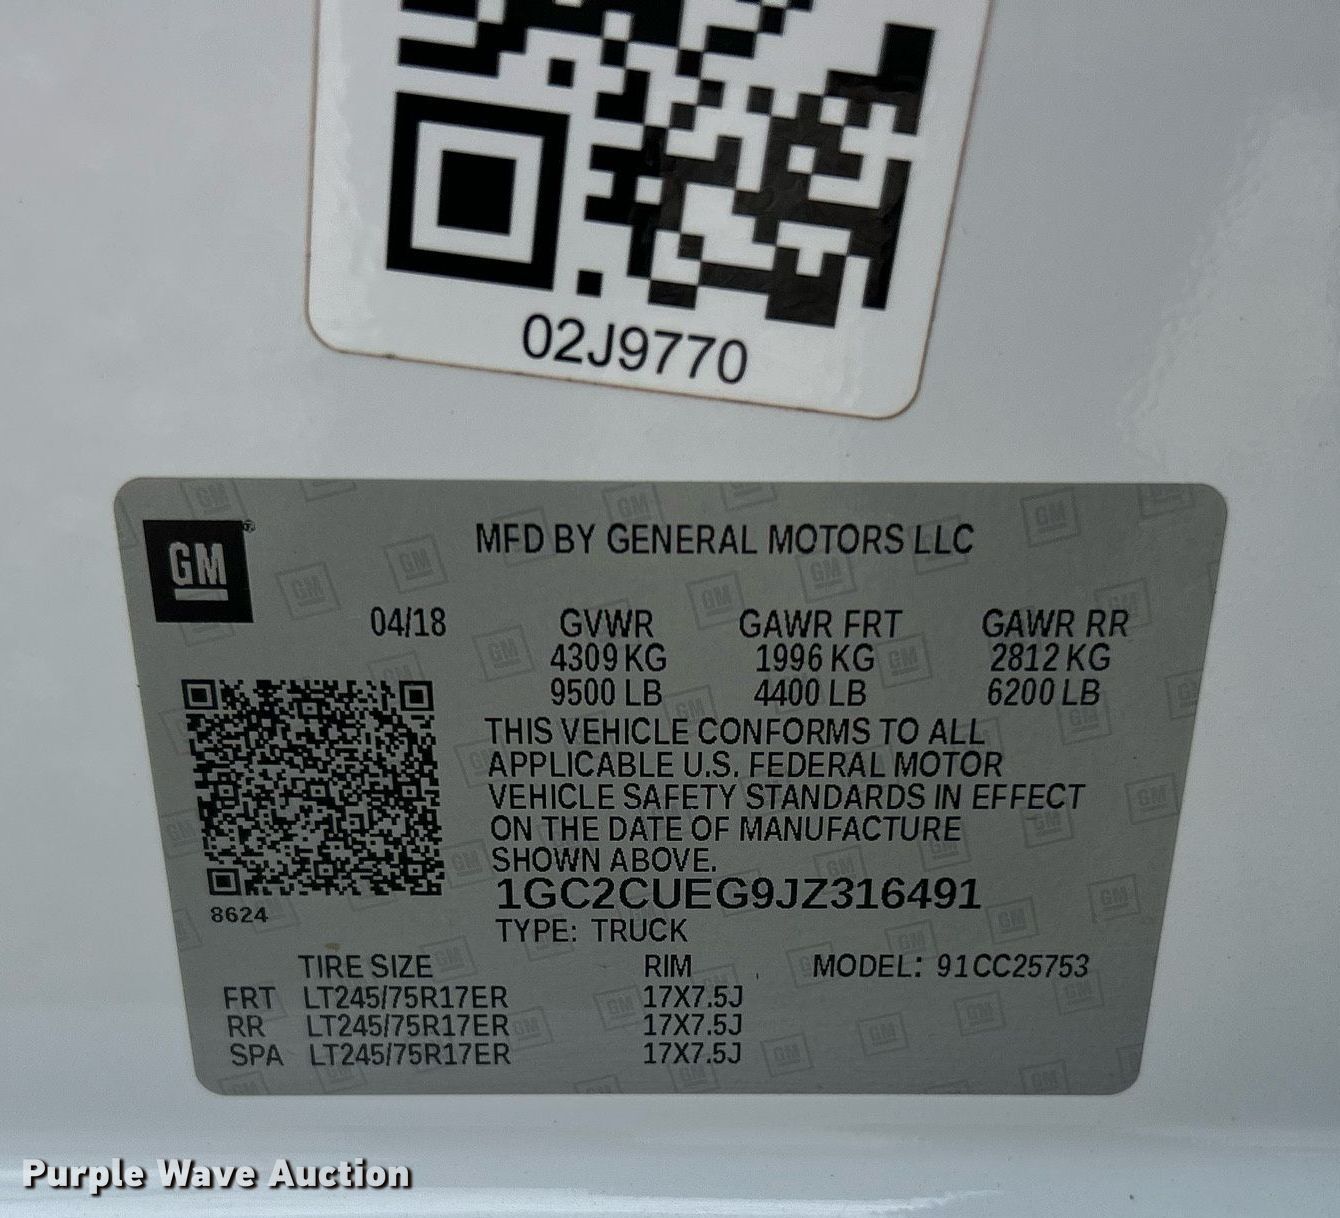 02J9770
GM
MFD BY GENERAL MOTORS LLC
04/18 GVWR GAWR FRT GAWR RR
4309 KG 1996 KG 2812 KG
9500 LB 4400 LB 6200 LB
THIS VEHICLE CONFORMS TO ALL
APPLICABLE U.S. FEDERAL MOTOR
VEHICLE SAFETY STANDARDS IN EFFECT
ON THE DATE OF MANUFACTURE
SHOWN ABOVE.
1GC2CUEG9JZ316491
8624
TYPE: TRUCK
TIRE SIZE RIM MODEL: 91CC25753
FRT LT245/75R17ER 17X7.5J
RR LT245/75R17ER 17X7.5J
SPA LT245/75R17ER 17X7.5J
Purple Wave Auction